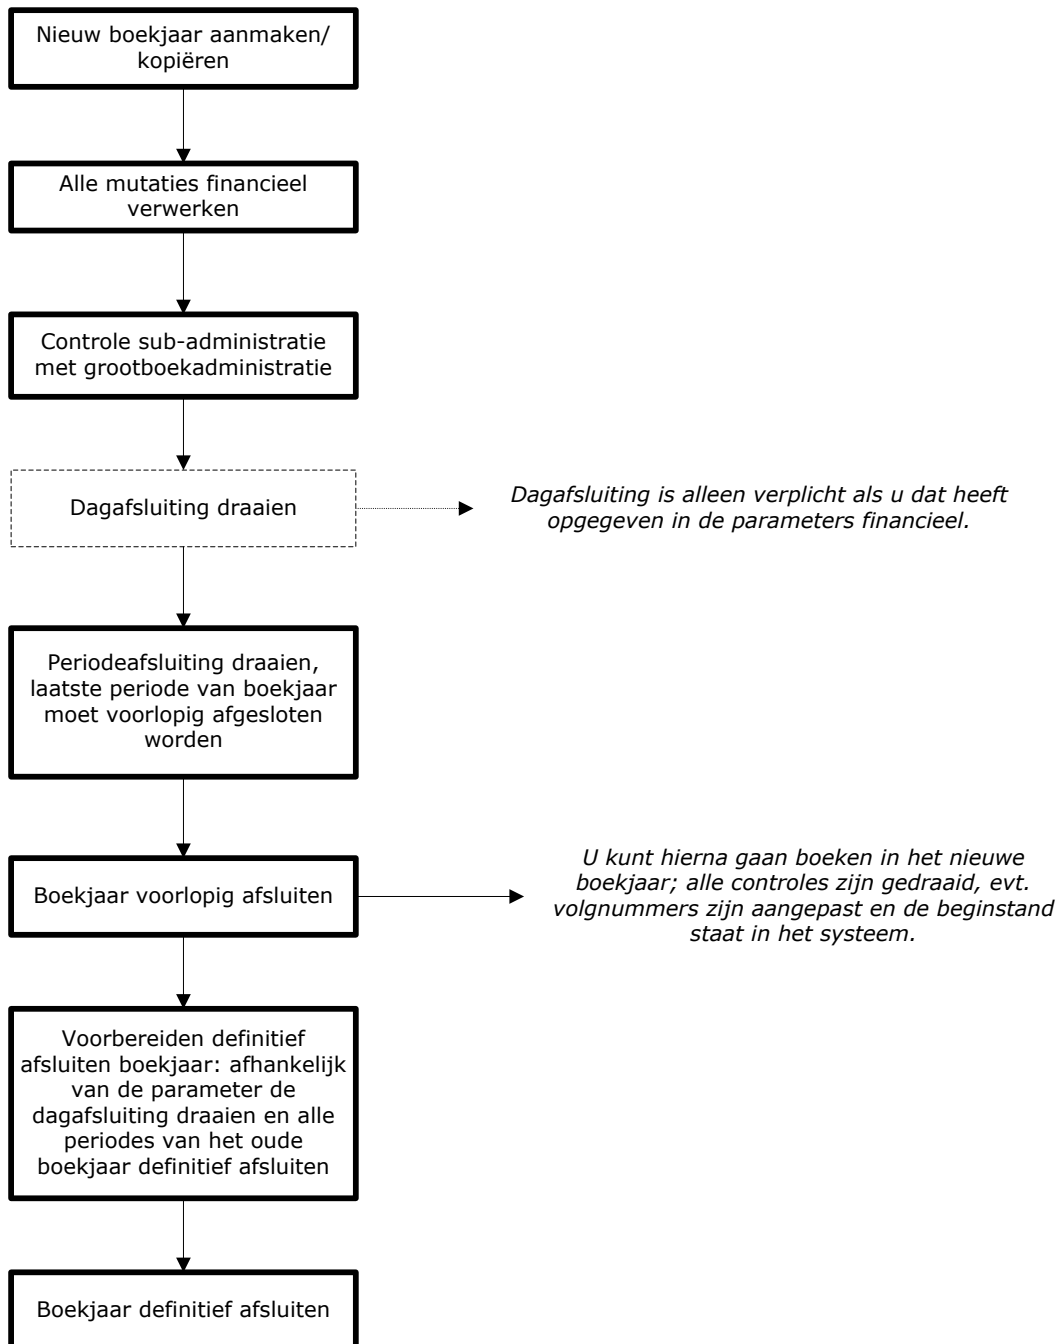 Nieuw boekjaar aanmaken/
kopiëren
Alle mutaties financieel
verwerken
Controle sub-administratie
met grootboekadministratie
Dagafsluiting draaien
Dagafsluiting is alleen verplicht als u dat heeft
opgegeven in de parameters financieel.
Periodeafsluiting draaien,
laatste periode van boekjaar
moet voorlopig afgesloten
worden
Boekjaar voorlopig afsluiten
U kunt hierna gaan boeken in het nieuwe
boekjaar; alle controles zijn gedraaid, evt.
volgnummers zijn aangepast en de beginstand
staat in het systeem.
Voorbereiden definitief
afsluiten boekjaar: afhankelijk
van de parameter de
dagafsluiting draaien en alle
periodes van het oude
boekjaar definitief afsluiten
Boekjaar definitief afsluiten